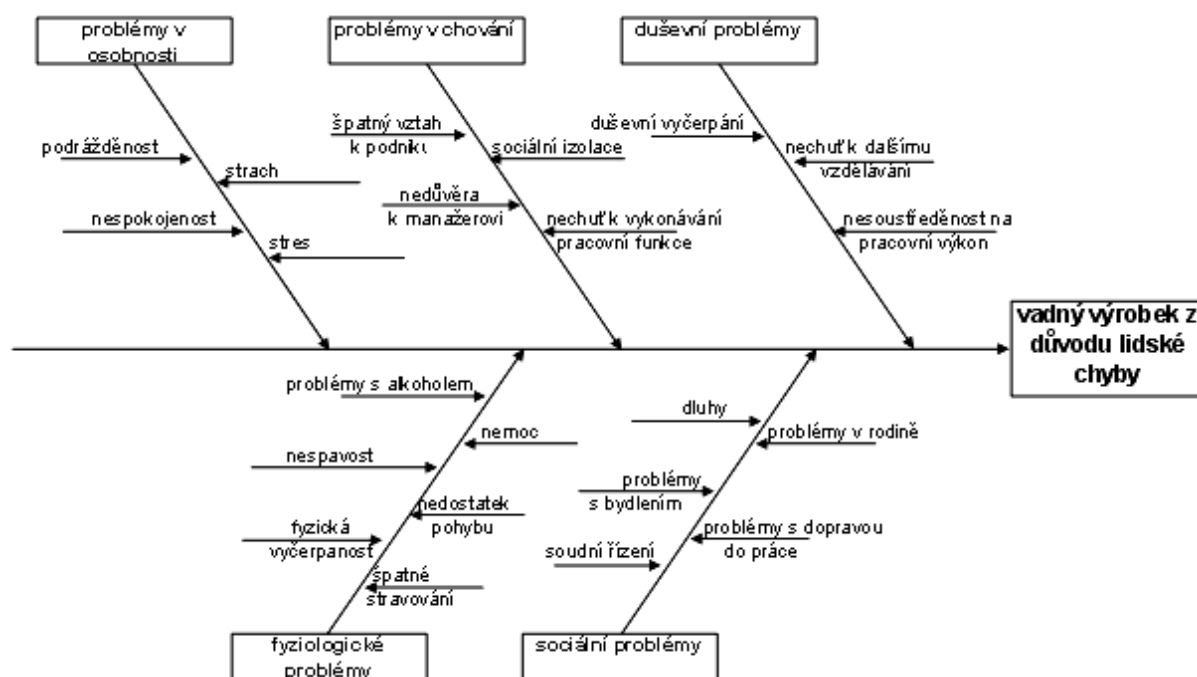 problémy v
osobnosti
problémy v chování
duševní problémy
podrážděnost
strach
nespokojenost
stres
špatný vztah
k podniku
sociální izolace
nedůvěra
k manažerovi
nechuť k vykonávání
pracovní funkce
duševní vyčerpání
nechuť k dalšímu
vzdělávání
nesoustředěnost na
pracovní výkon
vadný výrobek z
důvodu lidské
chyby
problémy s alkoholem
nemoc
nespavost
nedostatek
pohybu
fyzická
vyčerpanost
špatné
stravování
dluhy
problémy v rodině
problémy
s bydlením
problémy s dopravou
do práce
soudní řízení
fyziologické
problémy
sociální problémy